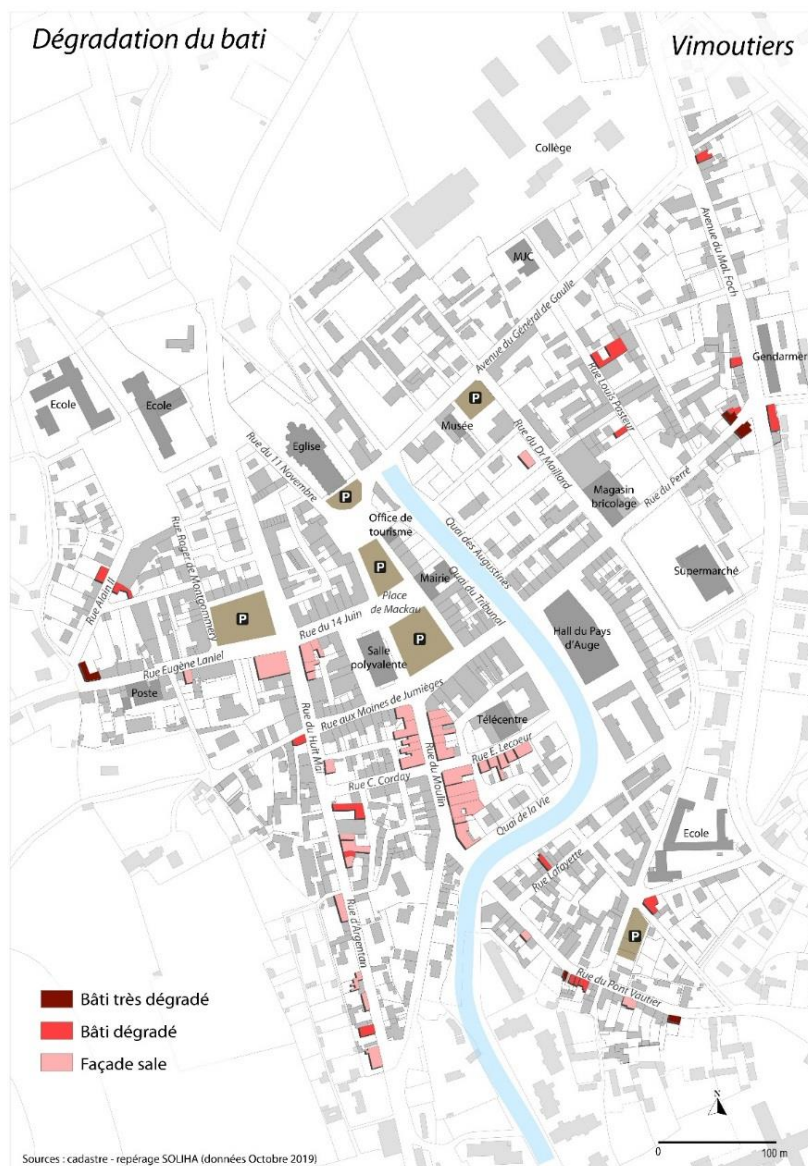 Dégradation du bati
Vimoutiers
Collège
MJC
Avenue du Mal. Foch
Avenue du Général de Gaulle
Gendarmer
Ecole
Ecole
P
Musée
Rue Louis Pasteur
Rue du Dr Maillard
Eglise
Rue du 11 Novembre
P
Magasin
bricolage
Rue du Perré
Office de
tourisme
Quai des Augustines
Rue Roger de Montgommery
P
Mairie
Quai du Tribunal
Supermarché
Rue Alain II
P
Place
de Mackau
Rue du 14 Juin
P
Hall du Pays
d'Auge
Rue Eugène Laniel
Salle
polyvalente
Poste
Rue aux Moines de Jumièges
Télécentre
Rue du Huit Mai
Rue du Moulin
Rue E. Lecoeur
Rue C. Corday
Quai de la Vie
Ecole
Rue Lafayette
Rue d'Argentan
P
Rue du Pont Vautier
Bâti très dégradé
Bâti dégradé
Façade sale
N
0 100 m
Sources : cadastre - repérage SOLIHA (données Octobre 2019)